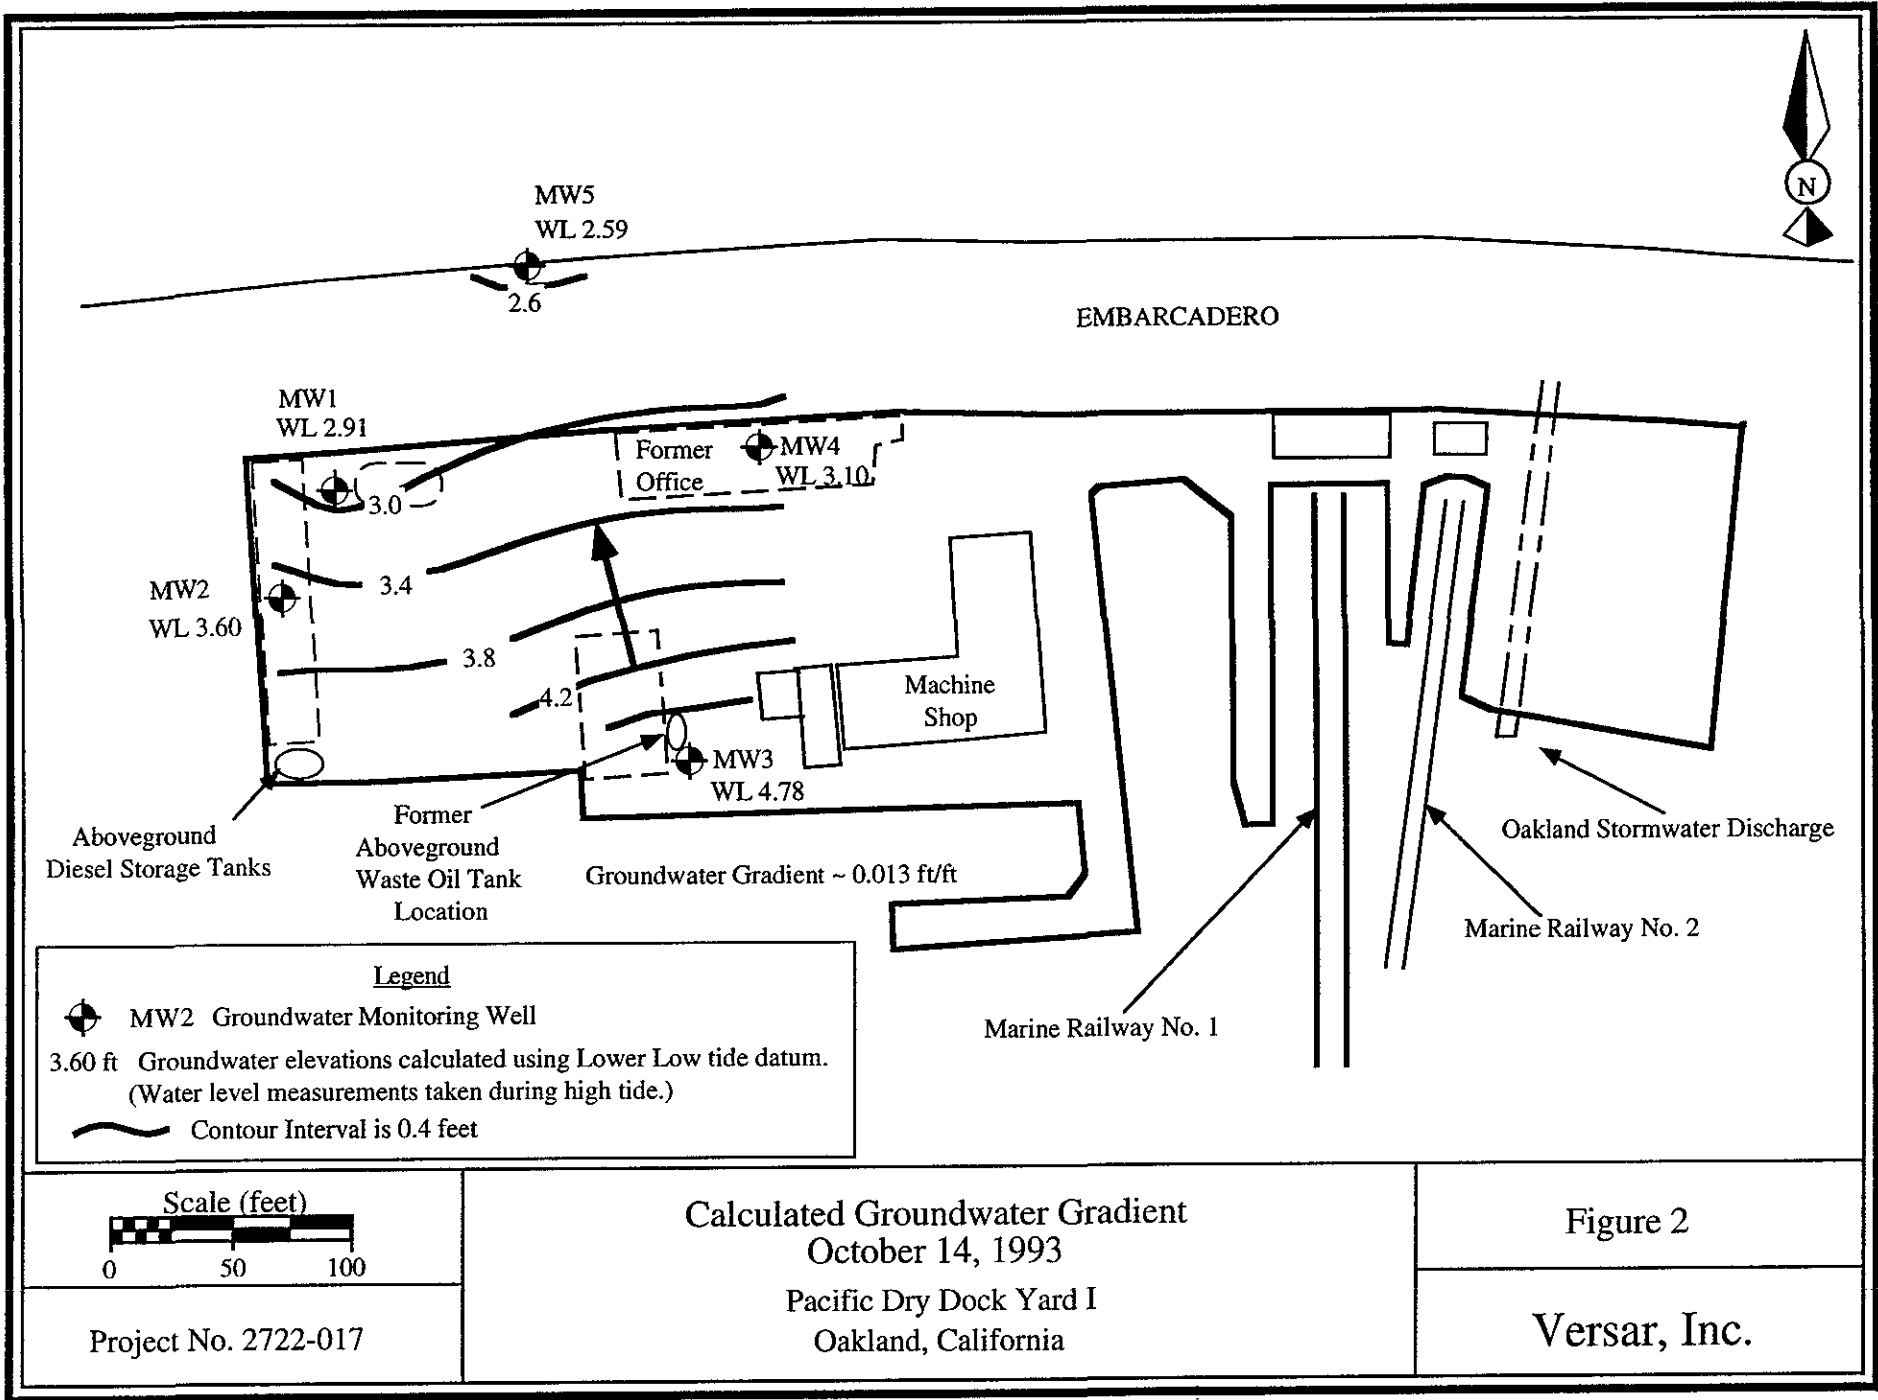 N
MW5
WL 2.59
2.6
EMBARCADERO
MW1
WL 2.91
Former
Office
MW4
WL 3.10
3.0
3.4
MW2
WL 3.60
3.8
4.2
Machine
Shop
MW3
WL 4.78
Aboveground
Diesel Storage Tanks
Former
Aboveground
Waste Oil Tank
Location
Groundwater Gradient ~ 0.013 ft/ft
Oakland Stormwater Discharge
Marine Railway No. 2
Marine Railway No. 1
Legend
MW2 Groundwater Monitoring Well
3.60 ft Groundwater elevations calculated using Lower Low tide datum.
(Water level measurements taken during high tide.)
Contour Interval is 0.4 feet
Scale (feet)
0 50 100
Project No. 2722-017
Calculated Groundwater Gradient
October 14, 1993
Pacific Dry Dock Yard I
Oakland, California
Figure 2
Versar, Inc.